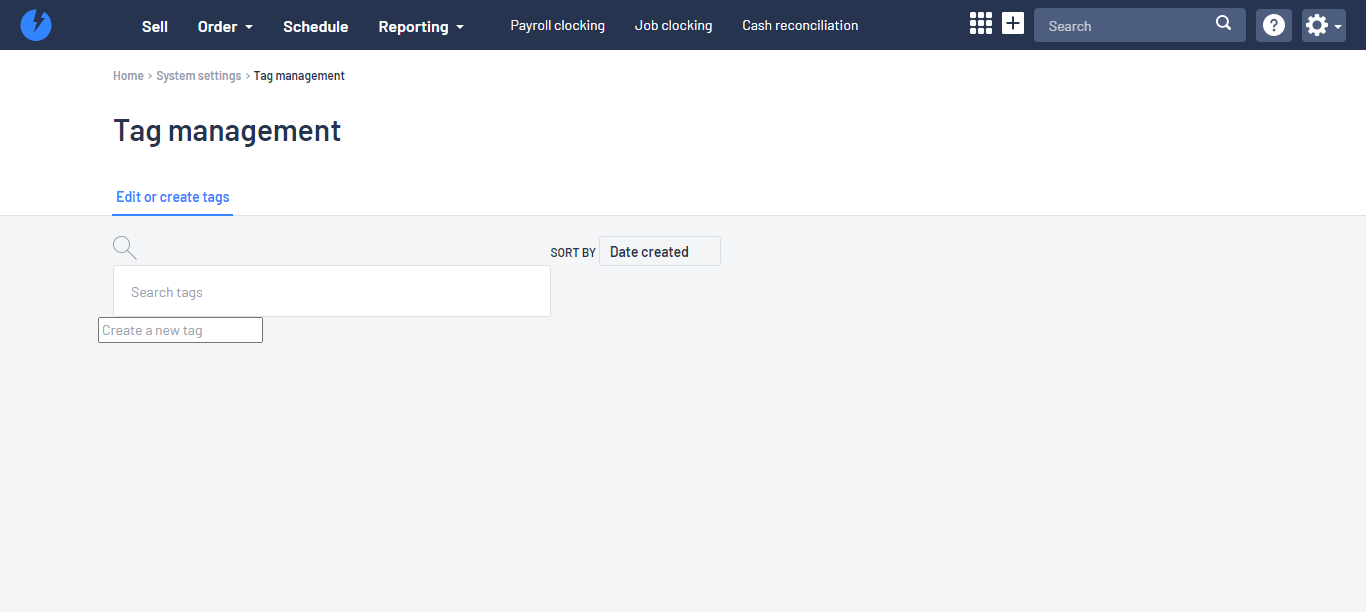 Sell Order Schedule Reporting Payroll clocking Job clocking Cash reconciliation Search
Home › System settings › Tag management
Tag management
Edit or create tags
SORT BY Date created
Search tags
Create a new tag